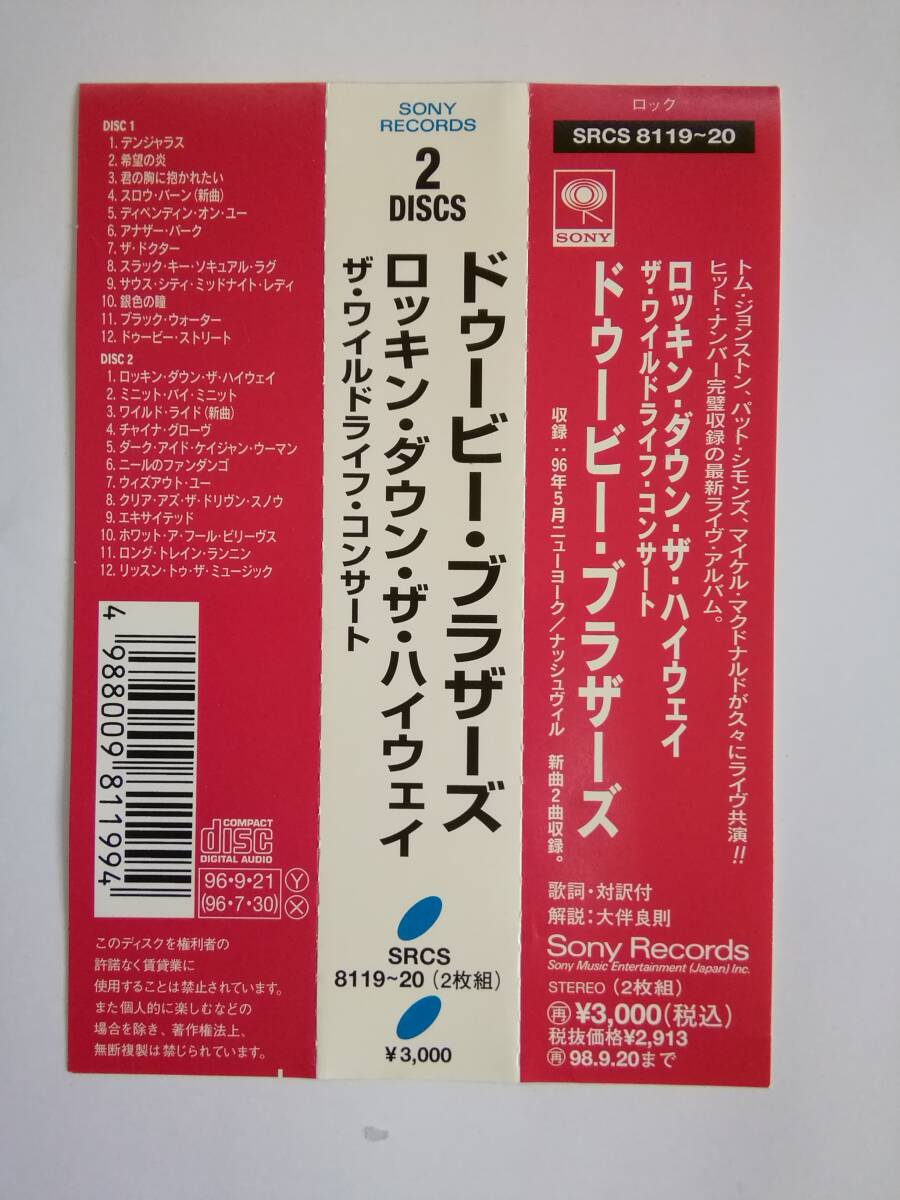 DISC 1
1. デンジャラス
2. 希望の炎
3. 君の胸に抱かれたい
4. スロウ・バーン(新曲)
5. ディペンディン・オン・ユー
6. アナザー・パーク
7. ザ・ドクター
8. スラック・キー・ソキュアル・ラグ
9. サウス・シティ・ミッドナイト・レディ
10. 銀色の瞳
11. ブラック・ウォーター
12. ドゥービー・ストリート
DISC 2
1. ロッキン・ダウン・ザ・ハイウェイ
2. ミニット・バイ・ミニット
3. ワイルド・ライド(新曲)
4. チャイナ・グローヴ
5. ダーク・アイド・ケイジャン・ウーマン
6. ニールのファンダンゴ
7. ウィズアウト・ユー
8. クリア・アズ・ザ・ドリヴン・スノウ
9. エキサイテッド
10. ホワット・ア・フール・ビリーヴス
11. ロング・トレイン・ランニン
12. リッスン・トゥ・ザ・ミュージック
4 988009 811994
COMPACT
disc
DIGITAL AUDIO
96・9・21 Y
(96・7・30) X
このディスクを権利者の
許諾なく賃貸業に
使用することは禁止されています。
また個人的に楽しむなどの
場合を除き、著作権法上、
無断複製は禁じられています。
SONY
RECORDS
2
DISCS
ドゥービー・ブラザーズ
ロッキン・ダウン・ザ・ハイウェイ
ザ・ワイルドライフ・コンサート
SRCS
8119~20(2枚組)
¥3,000
ロック
SRCS 8119~20
SONY
トム・ジョンストン、パット・シモンズ、マイケル・マクドナルドが久々にライヴ共演!!
ヒット・ナンバー完璧収録の最新ライヴ・アルバム。
ロッキン・ダウン・ザ・ハイウェイ
ザ・ワイルドライフ・コンサート
ドゥービー・ブラザーズ
収録:96年5月ニューヨーク/ナッシュヴィル 新曲2曲収録。
歌詞・対訳付
解説:大伴良則
Sony Records
Sony Music Entertainment (Japan) Inc.
STEREO(2枚組)
再¥3,000(税込)
税抜価格¥2,913
再98.9.20まで